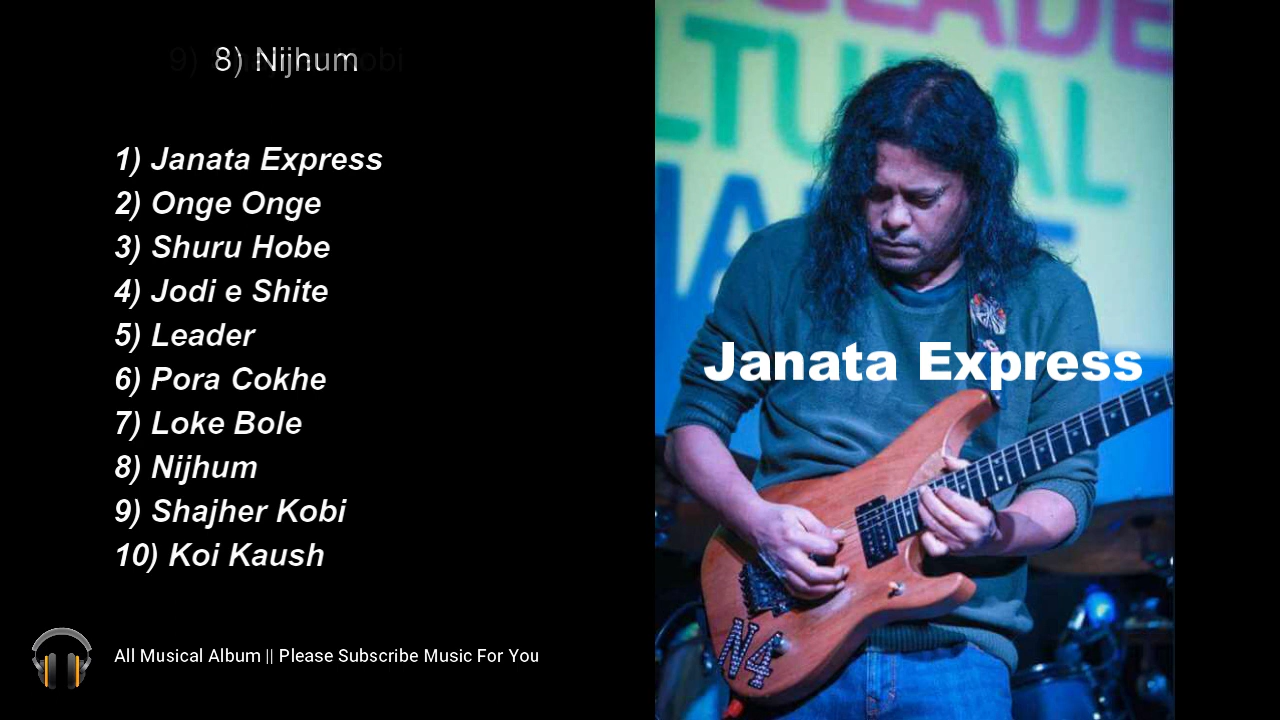 8) Nijhum
1) Janata Express
2) Onge Onge
3) Shuru Hobe
4) Jodi e Shite
5) Leader
6) Pora Cokhe
7) Loke Bole
8) Nijhum
9) Shajher Kobi
10) Koi Kaush
All Musical Album || Please Subscribe Music For You
Janata Express
N4